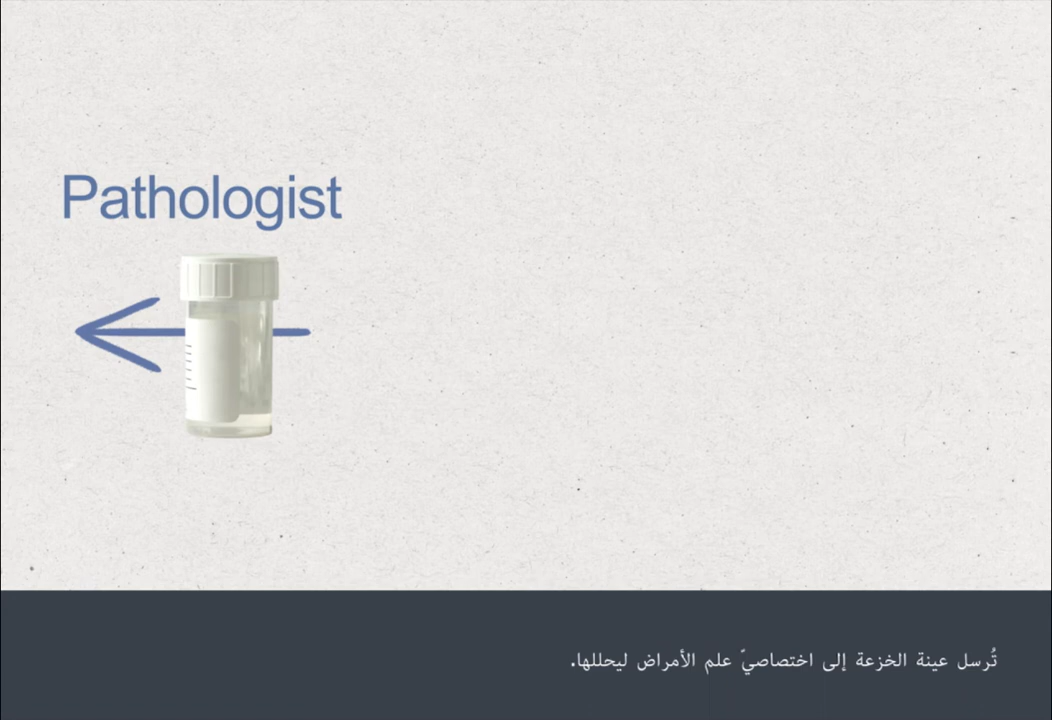 Pathologist
تُرسل عينة الخزعة إلى اختصاصيّ علم الأمراض ليحللها.